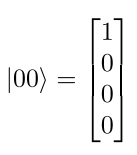 |00⟩ = [1
0
0
0]